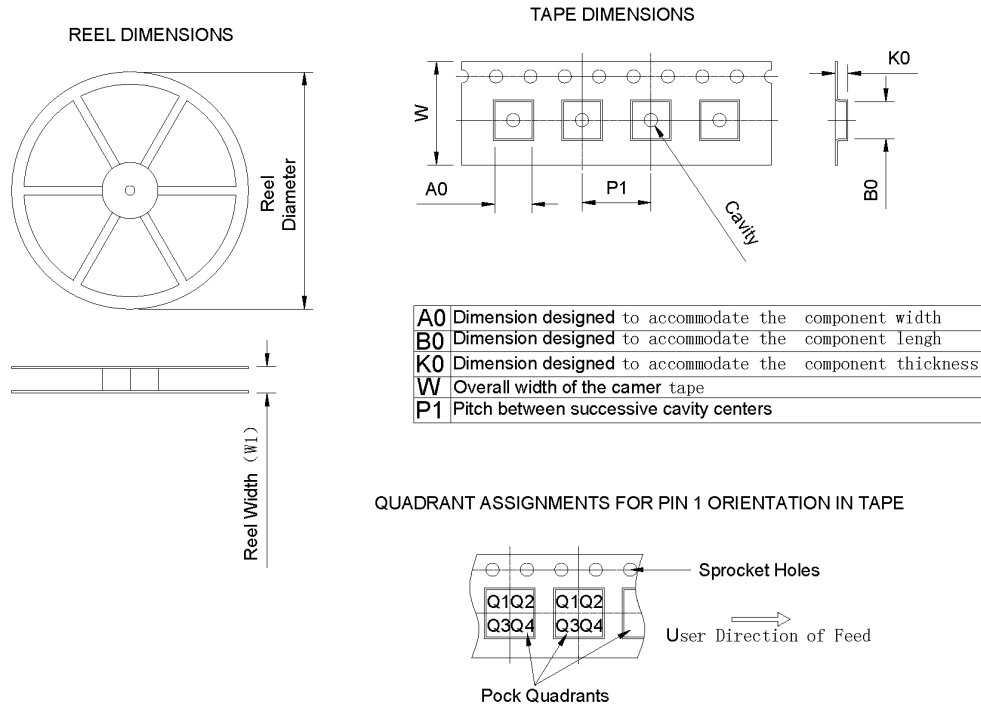 REEL DIMENSIONS
TAPE DIMENSIONS
Reel
Diameter
Reel Width (W1)
W
A0
P1
Cavity
K0
B0
A0 Dimension designed to accommodate the component width
B0 Dimension designed to accommodate the component lengh
K0 Dimension designed to accommodate the component thickness
W Overall width of the camer tape
P1 Pitch between successive cavity centers
QUADRANT ASSIGNMENTS FOR PIN 1 ORIENTATION IN TAPE
Sprocket Holes
Q1Q2 Q1Q2
Q3Q4 Q3Q4
User Direction of Feed
Pock Quadrants